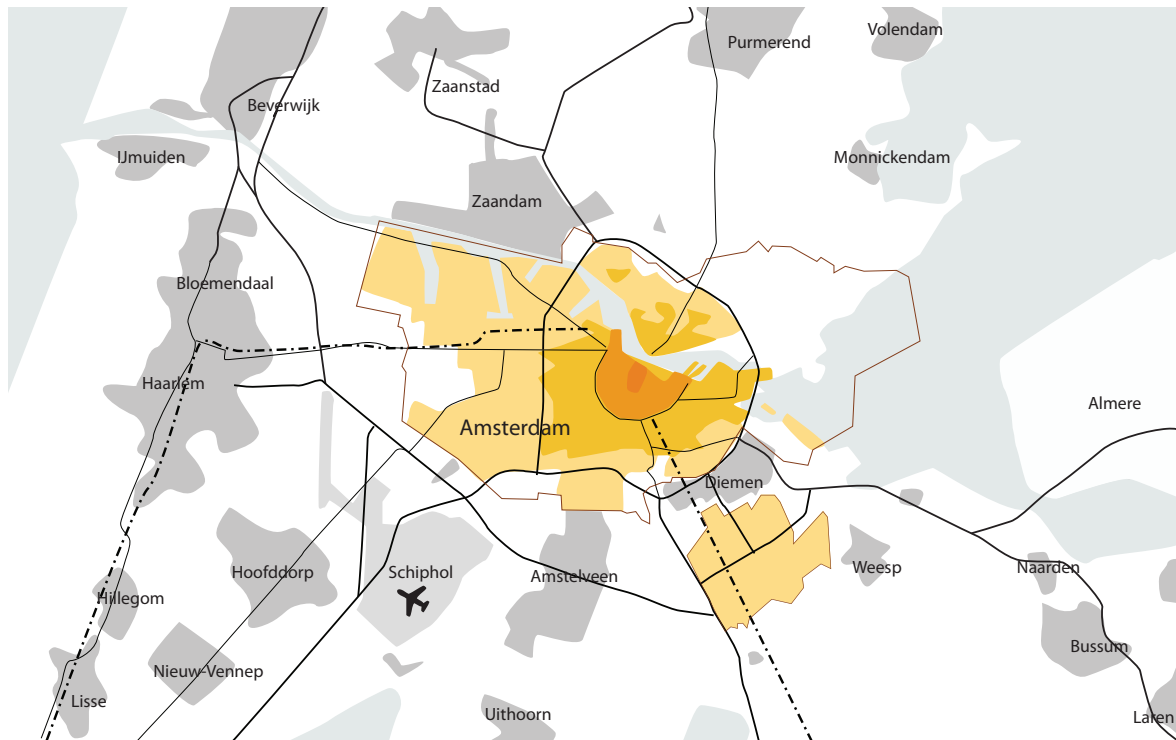 Volendam
Purmerend
Zaanstad
Beverwijk
IJmuiden
Monnickendam
Zaandam
Bloemendaal
Haarlem
Almere
Amsterdam
Diemen
Weesp
Naarden
Hoofddorp
Schiphol
Amstelveen
Hillegom
Bussum
Nieuw-Vennep
Lisse
Uithoorn
Laren